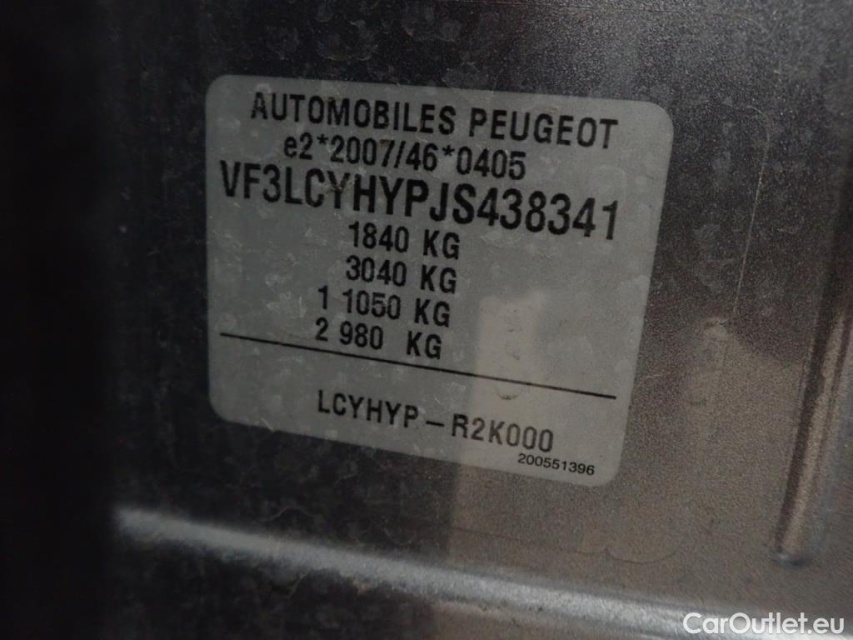 AUTOMOBILES PEUGEOT
e2*2007/46*0405
VF3LCYHYPJS438341
1840 KG
3040 KG
1 1050 KG
2 980 KG
LCYHYP-R2K000
200551396
CarOutlet.eu